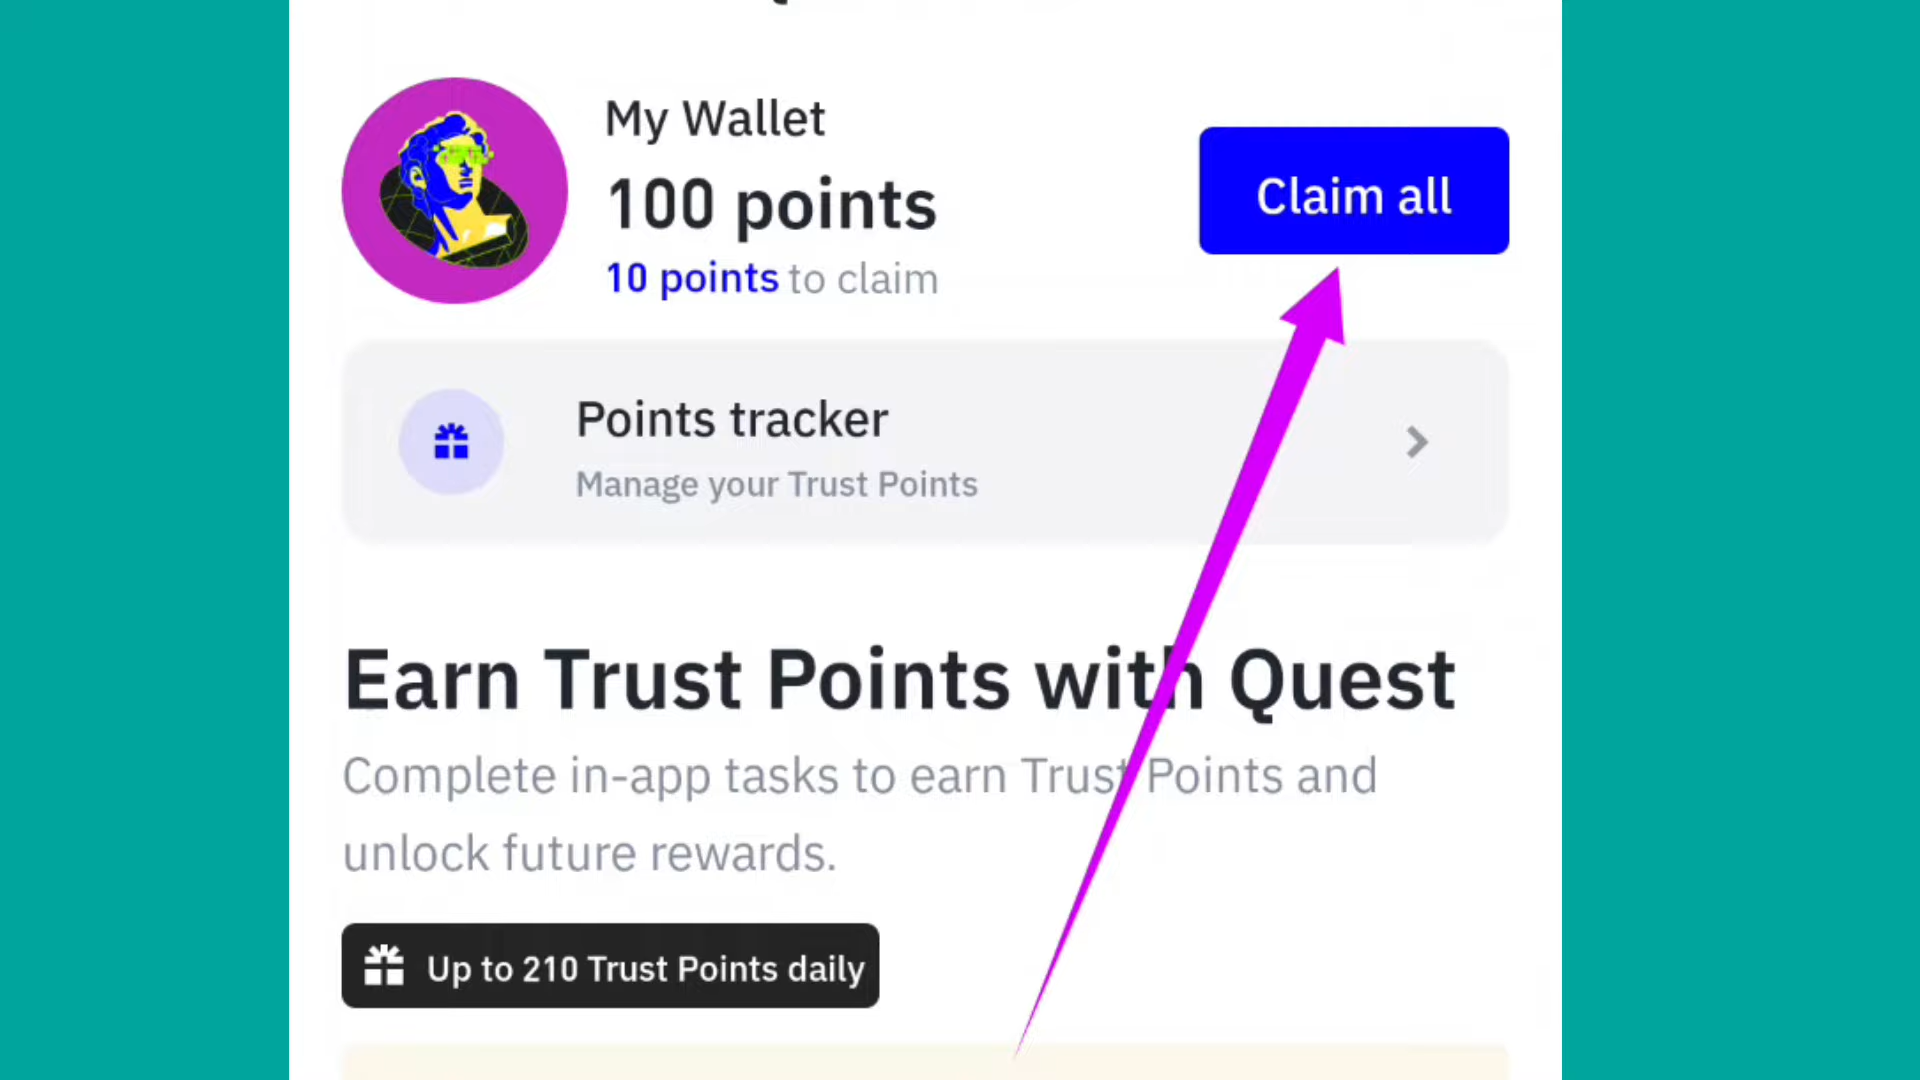 My Wallet
100 points
10 points to claim
Claim all
Points tracker
Manage your Trust Points
Earn Trust Points with Quest
Complete in-app tasks to earn Trust Points and
unlock future rewards.
Up to 210 Trust Points daily